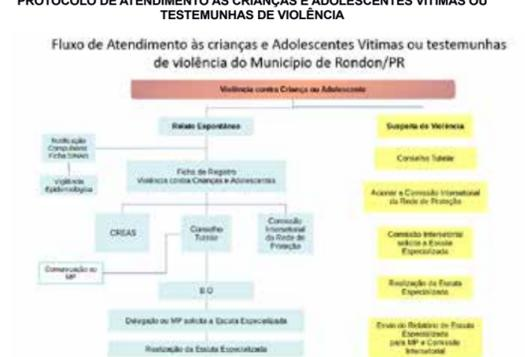 PROTOCOLO DE ATENDIMENTO ÀS CRIANÇAS E ADOLESCENTES VÍTIMAS OU
TESTEMUNHAS DE VIOLÊNCIA
Fluxo de Atendimento às crianças e Adolescentes Vitimas ou testemunhas
de violência do Município de Rondon/PR
Violência contra Criança ou Adolescente
Relato Espontâneo
Suspeita de Violência
Notificação
Compulsória
Ficha SINAN
Vigilância
Epidemiológica
Ficha de Registro
Violência contra Crianças e Adolescentes
Conselho Tutelar
Acionar a Comissão Intersetorial
da Rede de Proteção
CREAS
Conselho
Tutelar
Comissão
Intersetorial
da Rede de
Proteção
Comissão Intersetorial
solicita a Escuta
Especializada
Comunicação ao
MP
B.O
Realização da Escuta
Especializada
Delegado ou MP solicita a Escuta Especializada
Realização da Escuta Especializada
Envio do Relatório de Escuta
Especializada
para MP e Comissão
Intersetorial